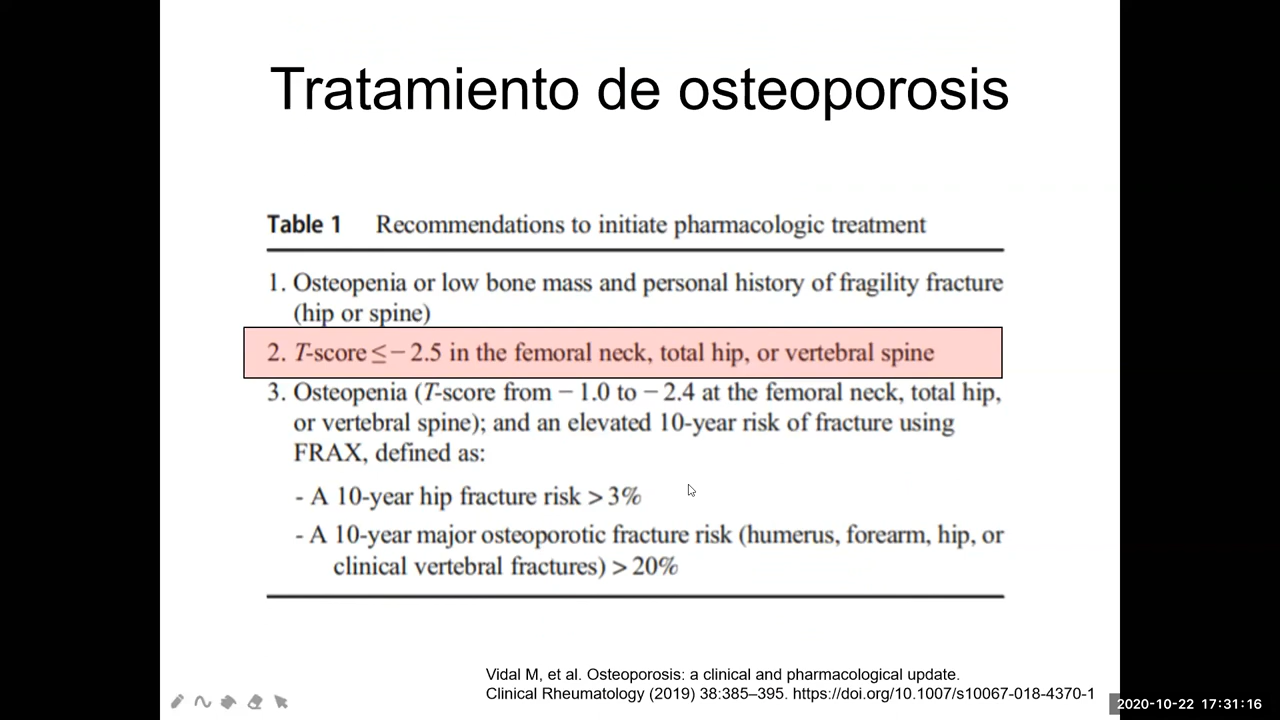 Tratamiento de osteoporosis
Table 1 Recommendations to initiate pharmacologic treatment
1. Osteopenia or low bone mass and personal history of fragility fracture
(hip or spine)
2. T-score ≤ − 2.5 in the femoral neck, total hip, or vertebral spine
3. Osteopenia (T-score from − 1.0 to − 2.4 at the femoral neck, total hip,
or vertebral spine); and an elevated 10-year risk of fracture using
FRAX, defined as:
- A 10-year hip fracture risk > 3%
- A 10-year major osteoporotic fracture risk (humerus, forearm, hip, or
clinical vertebral fractures) > 20%
Vidal M, et al. Osteoporosis: a clinical and pharmacological update.
Clinical Rheumatology (2019) 38:385–395. https://doi.org/10.1007/s10067-018-4370-1
2020-10-22 17:31:16